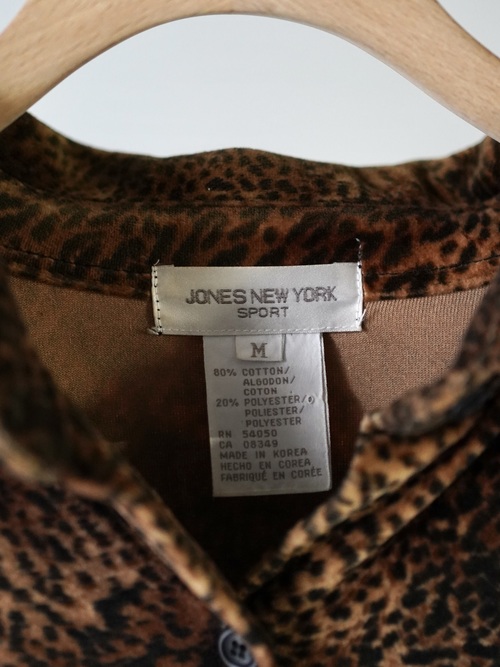 JONES NEW YORK
SPORT
M
80% COTTON/
ALGODON/
COTON
20% POLYESTER/
POLIESTER/
POLYESTER
RN 54050
CA 08349
MADE IN KOREA
HECHO EN COREA
FABRIQUÉ EN CORÉE